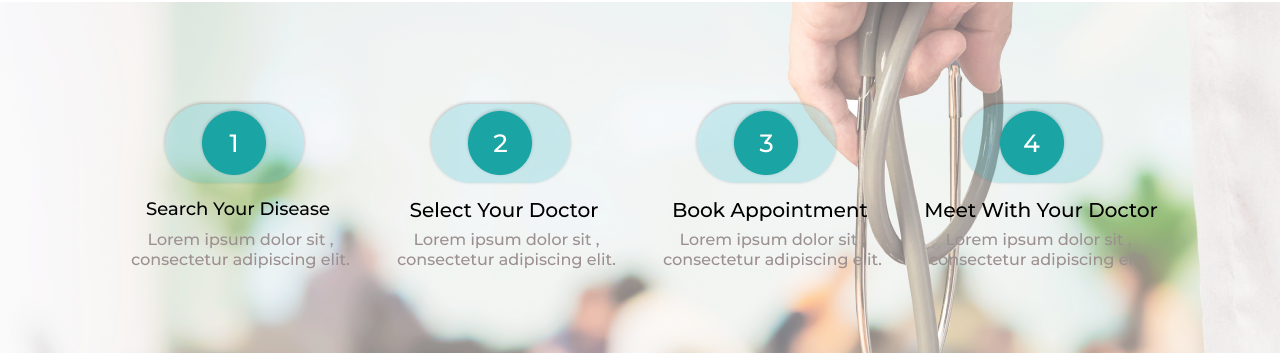 1
2
3
4
Search Your Disease
Select Your Doctor
Book Appointment
Meet With Your Doctor
Lorem ipsum dolor sit ,
consectetur adipiscing elit.
Lorem ipsum dolor sit ,
consectetur adipiscing elit.
Lorem ipsum dolor sit ,
consectetur adipiscing elit.
Lorem ipsum dolor sit ,
consectetur adipiscing elit.